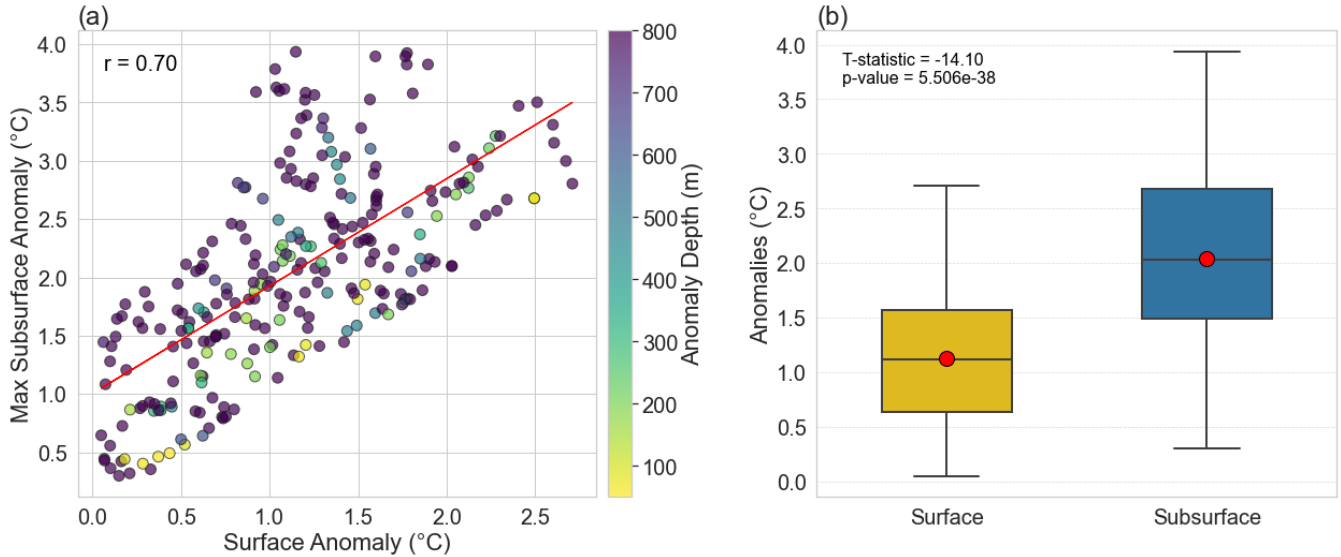 (a)
r = 0.70
Max Subsurface Anomaly (°C)
4.0
3.5
3.0
2.5
2.0
1.5
1.0
0.5
0.0
0.5
1.0
1.5
2.0
2.5
Surface Anomaly (°C)
800
700
600
500
400
300
200
100
Anomaly Depth (m)
(b)
T-statistic = -14.10
p-value = 5.506e-38
Anomalies (°C)
4.0
3.5
3.0
2.5
2.0
1.5
1.0
0.5
0.0
Surface
Subsurface